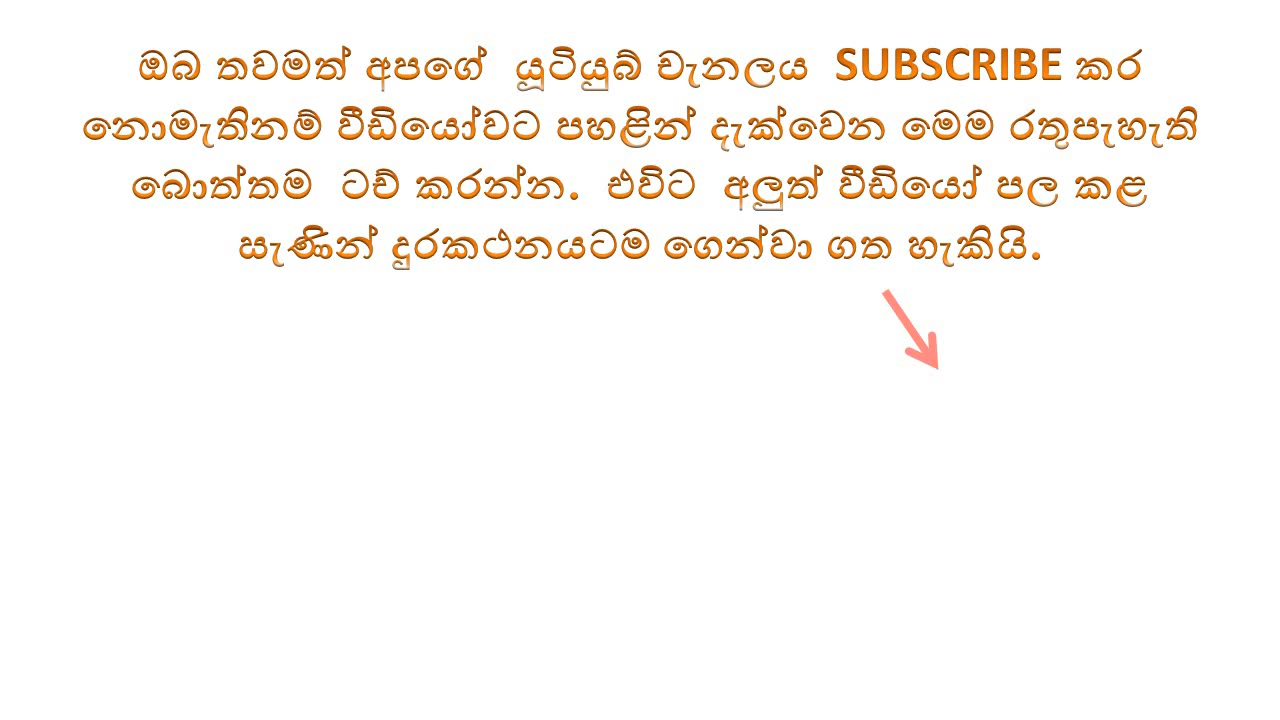 ඔබ තවමත් අපගේ යූටියුබ් චැනලය SUBSCRIBE කර
නොමැතිනම් වීඩියෝවට පහළින් දැක්වෙන මෙම රතුපැහැති
බොත්තම ටච් කරන්න. එවිට අලුත් වීඩියෝ පල කළ
සැණින් දුරකථනයටම ගෙන්වා ගත හැකියි.